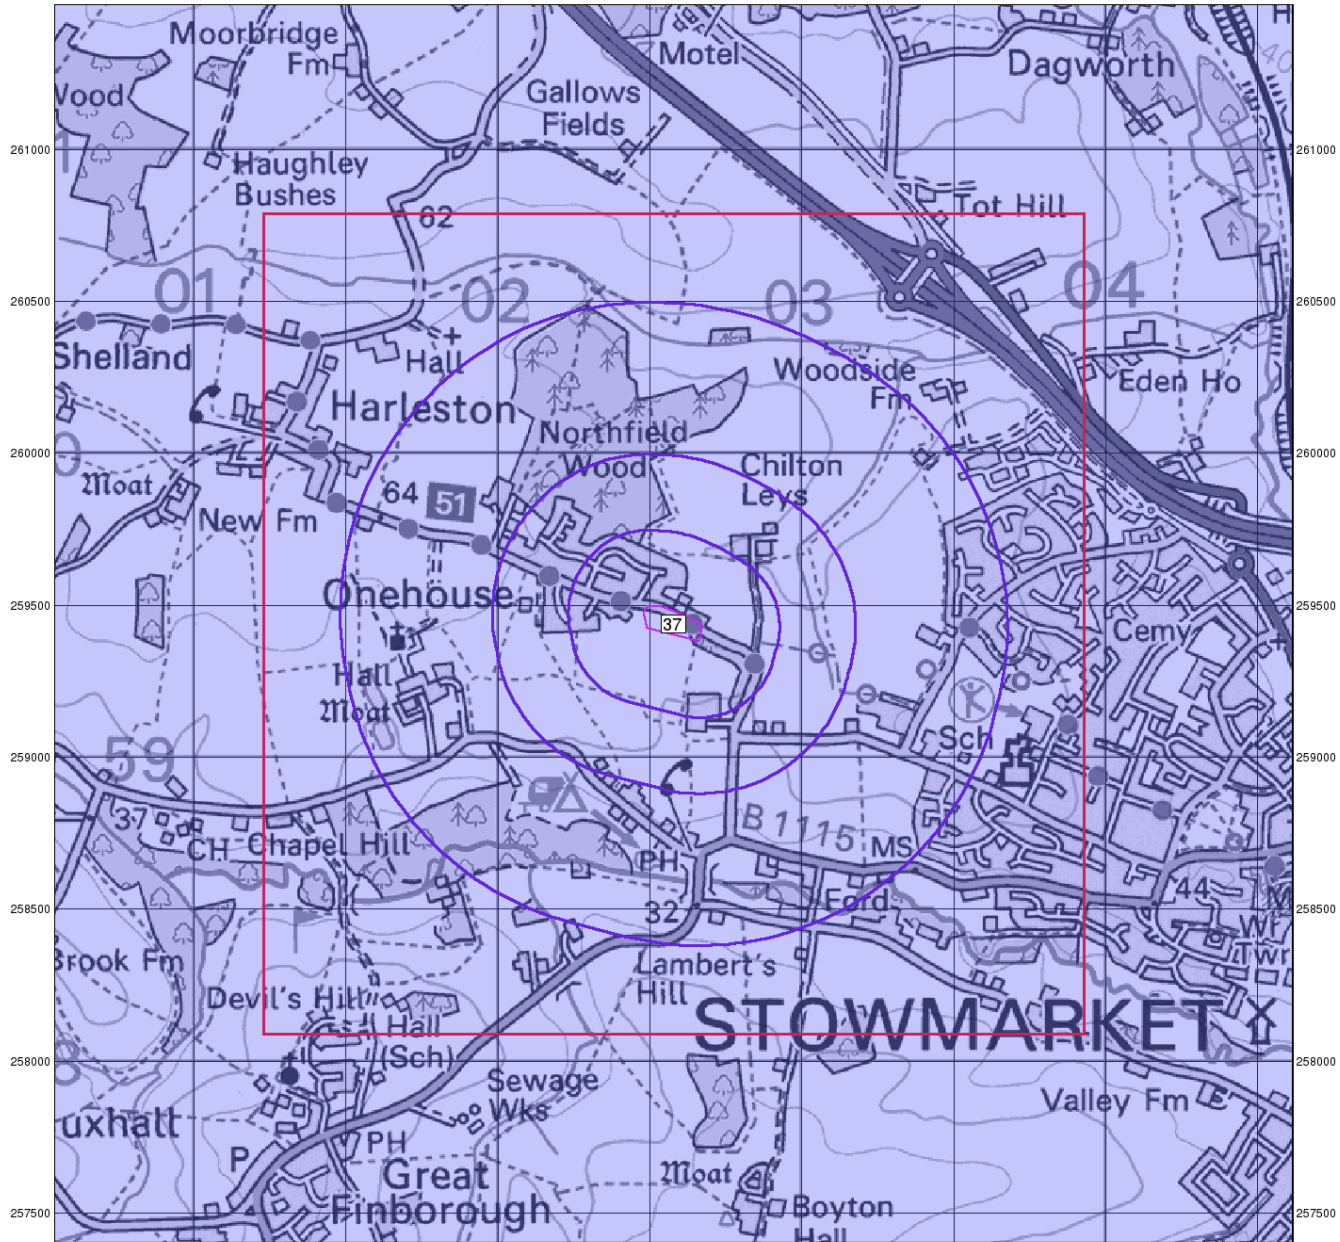 H
Moorbridge
Fm
Motel
Dagworth
40
Wood
Gallows
Fields
261000
261000
Haughley
Bushes
62
Tot Hill
01
02
03
04
260500
260500
Shelland
Hall
Woodside
Fm
Eden Ho
Harleston
Northfield
Wood
260000
260000
Chilton
Leys
Moat
64
51
New Fm
Onehouse
259500
259500
37
Cemy
Hall
Moat
59
Sch
259000
259000
37
CH
Chapel Hill
B 1115
MS
PH
44
258500
258500
32
Ford
M
Wr
Twr
Brook Fm
Lambert's
Hill
Devil's Hill
Hall
(Sch)
STOWMARKET
258000
258000
Sewage
Wks
Valley Fm
uxhall
PH
P
Great
Finborough
Moat
Boyton
Hall
257500
257500